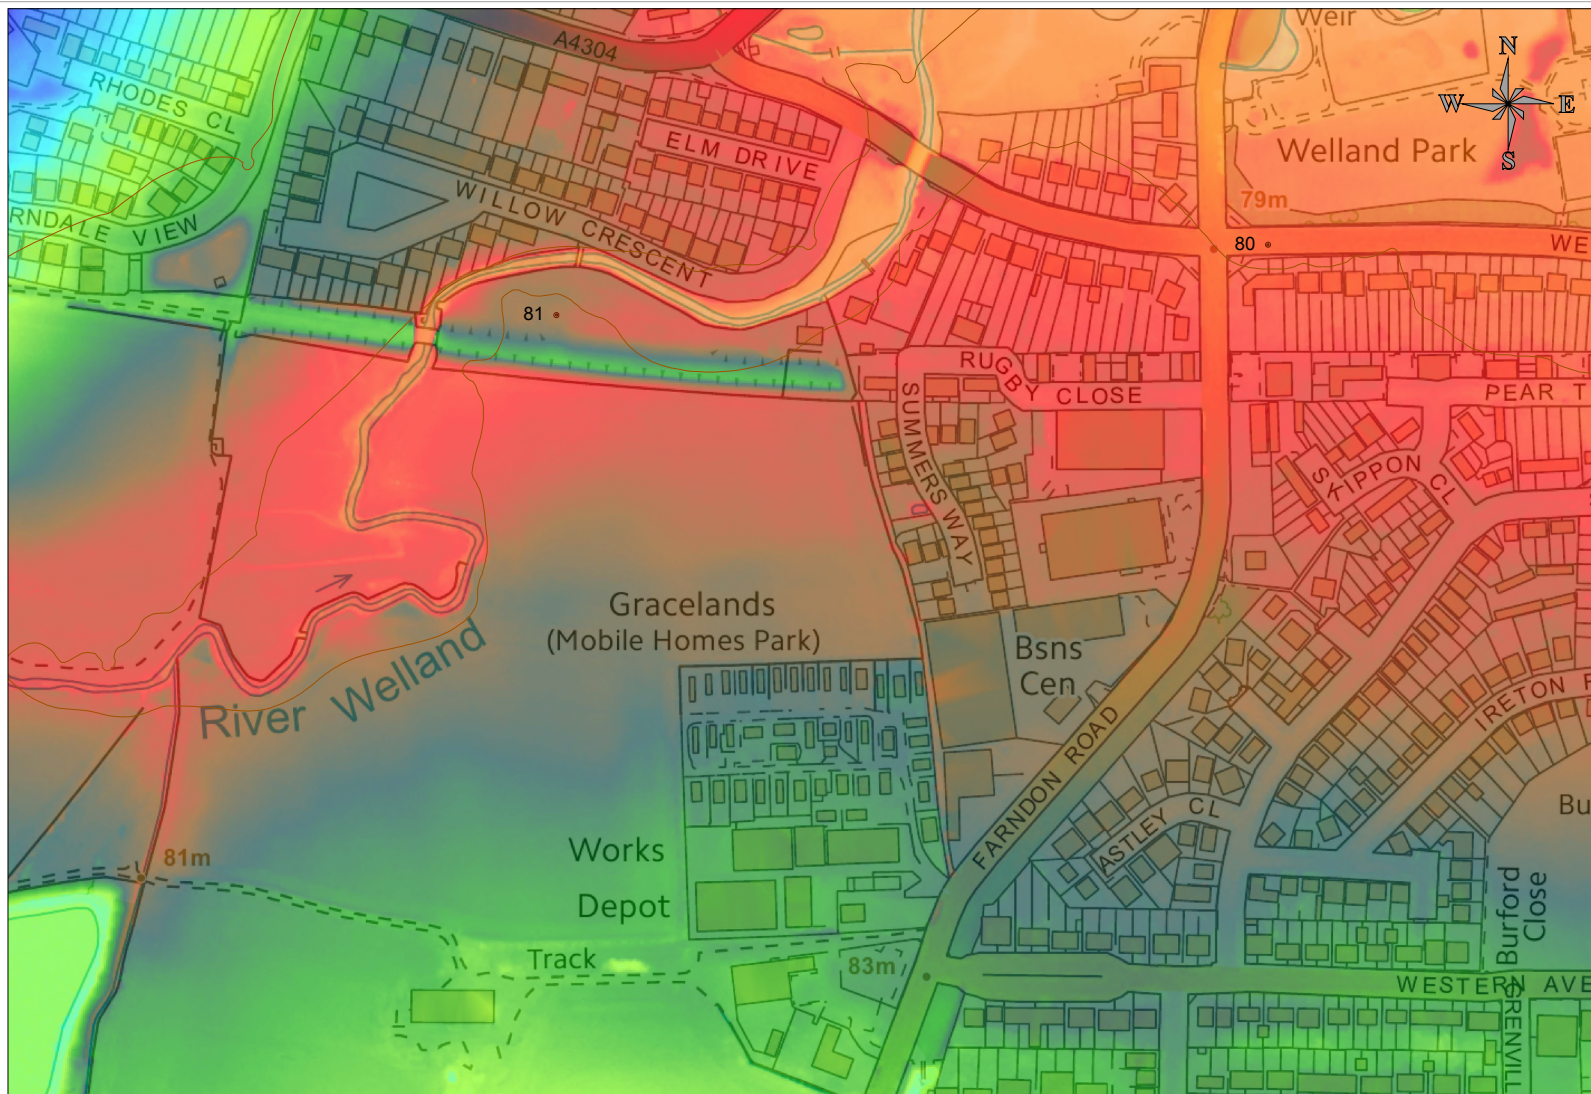 Weir
A4304
N
W E
S
RHODES CL
ELM DRIVE
Welland Park
WILLOW CRESCENT
79m
RNDALE VIEW
80
WE
81
RUGBY CLOSE
PEAR T
SUMMERS WAY
SKIPPON CL
Gracelands
(Mobile Homes Park)
Bsns
Cen
River Welland
IRETON R
FARNDON ROAD
Bu
ASTLEY CL
Works
Depot
81m
Burford
Close
Track
83m
WESTERN AVE
GRENVILL